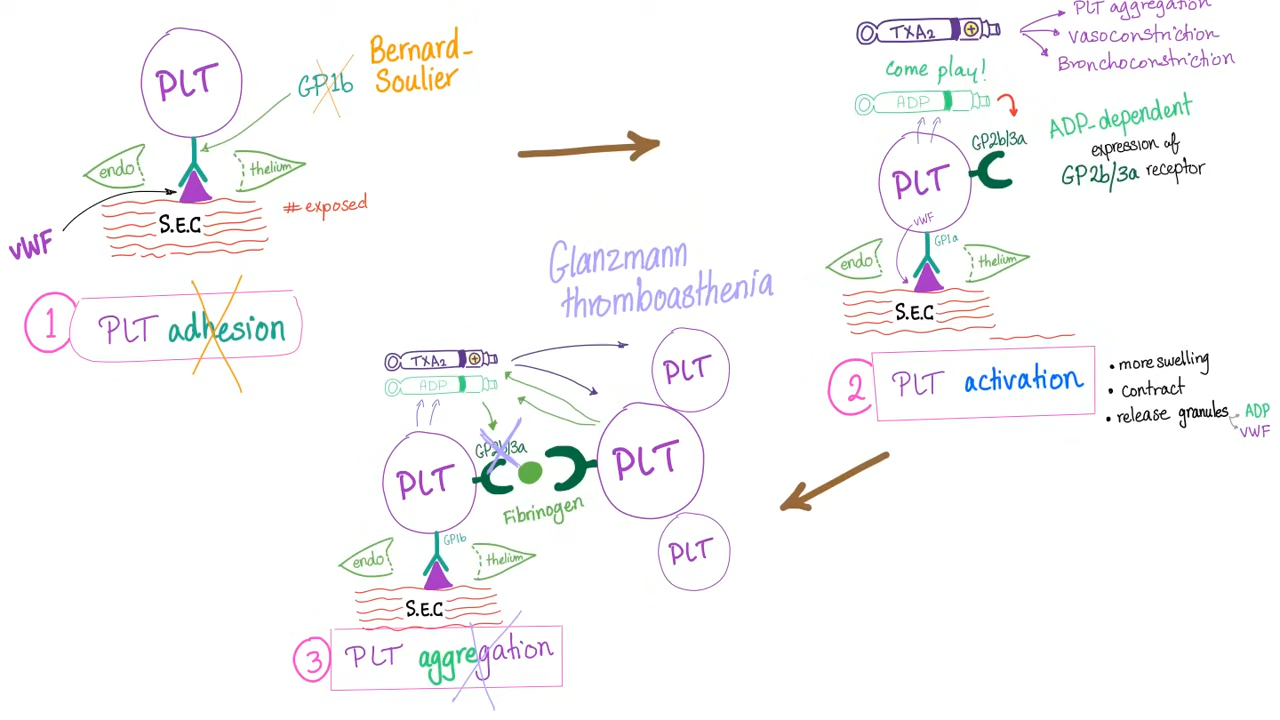 PLT
GP1b
Bernard-
Soulier
endo
thelium
vWF
S.E.C
# exposed
1
PLT adhesion
TXA2
+
PLT aggregation
vasoconstriction
Bronchoconstriction
come play!
ADP
GP2b/3a
ADP-dependent
expression of
GP2b/3a receptor
PLT
vWF
GP1a
endo
thelium
S.E.C
2
PLT activation
• more swelling
• contract
• release granules
ADP
vWF
Glanzmann
thromboasthenia
TXA2
+
ADP
PLT
GP2b/3a
PLT
PLT
Fibrinogen
PLT
GP1b
endo
thelium
S.E.C
3
PLT aggregation